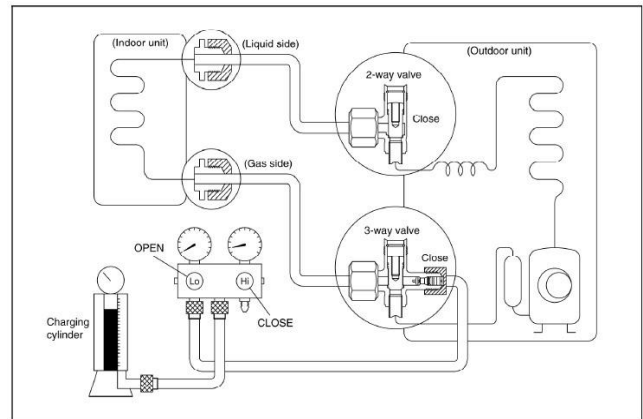 (Indoor unit)
(Liquid side)
(Outdoor unit)
2-way valve
Close
(Gas side)
3-way valve
Close
OPEN
Lo
Hi
CLOSE
Charging
cylinder